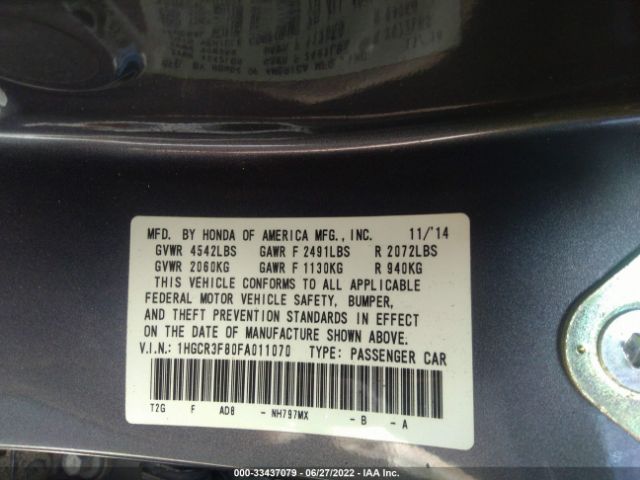 MFD. BY HONDA OF AMERICA MFG., INC. 11/'14
GVWR 4542LBS GAWR F 2491LBS R 2072LBS
GVWR 2060KG GAWR F 1130KG R 940KG
THIS VEHICLE CONFORMS TO ALL APPLICABLE
FEDERAL MOTOR VEHICLE SAFETY, BUMPER,
AND THEFT PREVENTION STANDARDS IN EFFECT
ON THE DATE OF MANUFACTURE SHOWN ABOVE.
V.I.N.: 1HGCR3F80FA011070 TYPE: PASSENGER CAR
T2G F AD8 - NH797MX - B - A
000-33437079 - 06/27/2022 - IAA Inc.